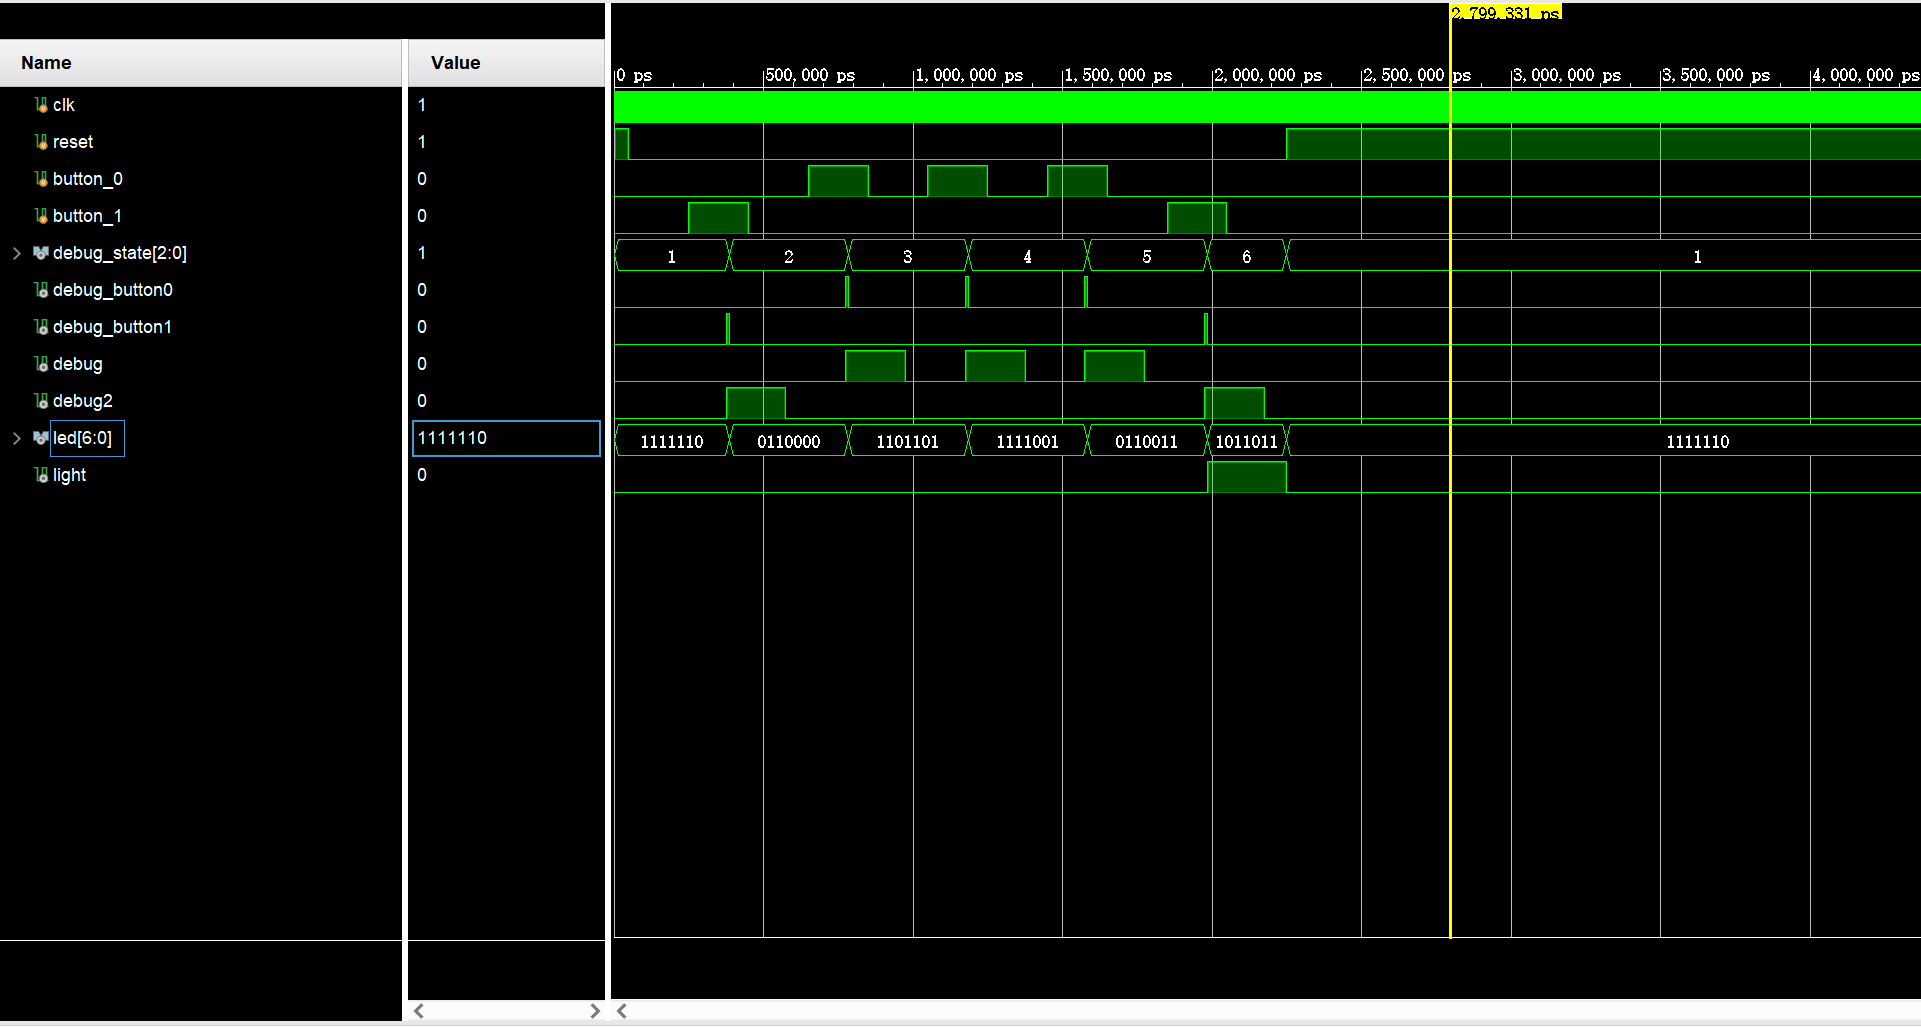 2,799,331 ps
Name Value
0 ps 500,000 ps 1,000,000 ps 1,500,000 ps 2,000,000 ps 2,500,000 ps 3,000,000 ps 3,500,000 ps 4,000,000 ps
clk 1
reset 1
button_0 0
button_1 0
debug_state[2:0] 1 1 2 3 4 5 6 1
debug_button0 0
debug_button1 0
debug 0
debug2 0
led[6:0] 1111110 1111110 0110000 1101101 1111001 0110011 1011011 1111110
light 0